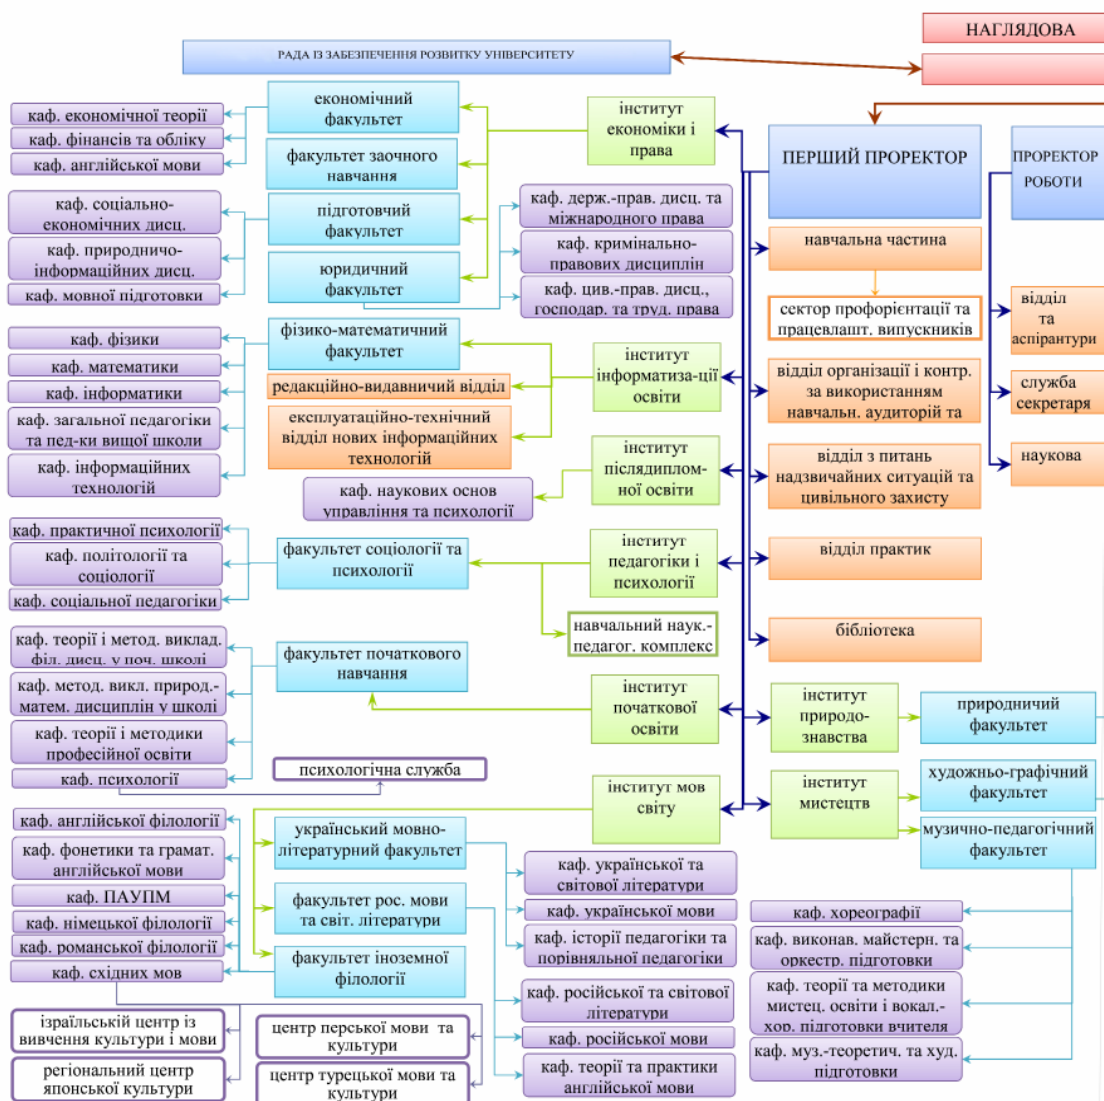 НАГЛЯДОВА
РАДА ІЗ ЗАБЕЗПЕЧЕННЯ РОЗВИТКУ УНІВЕРСИТЕТУ
економічний
факультет
інститут
економіки і
права
каф. економічної теорії
каф. фінансів та обліку
каф. англійської мови
факультет заочного
навчання
ПЕРШИЙ ПРОРЕКТОР
ПРОРЕКТОР
РОБОТИ
каф. соціально-
економічних дисц.
каф. природничо-
інформаційних дисц.
каф. мовної підготовки
підготовчий
факультет
юридичний
факультет
каф. держ.-прав. дисц. та
міжнародного права
каф. кримінально-
правових дисциплін
каф. цив.-прав. дисц.,
господар. та труд. права
навчальна частина
сектор профорієнтації та
працевлашт. випускників
відділ
та
аспірантури
фізико-математичний
факультет
каф. фізики
каф. математики
каф. інформатики
каф. загальної педагогіки
та пед-ки вищої школи
каф. інформаційних
технологій
редакційно-видавничий відділ
експлуатаційно-технічний
відділ нових інформаційних
технологій
інститут
інформатиза-ції
освіти
відділ організації і контр.
за використанням
навчальн. аудиторій та
служба
секретаря
інститут
післядиплом-
ної освіти
каф. наукових основ
управління та психології
відділ з питань
надзвичайних ситуацій та
цивільного захисту
наукова
каф. практичної психології
каф. політології та
соціології
каф. соціальної педагогіки
факультет соціології та
психології
інститут
педагогіки і
психології
відділ практик
навчальний наук.-
педагог. комплекс
бібліотека
каф. теорії і метод. виклад.
філ. дисц. у поч. школі
каф. метод. викл. природ.-
матем. дисциплін у школі
каф. теорії і методики
професійної освіти
каф. психології
факультет початкового
навчання
інститут
початкової
освіти
інститут
природо-
знавства
природничий
факультет
психологічна служба
інститут мов
світу
інститут
мистецтв
художньо-графічний
факультет
музично-педагогічний
факультет
каф. англійської філології
каф. фонетики та грамат.
англійської мови
каф. ПАУПМ
каф. німецької філології
каф. романської філології
каф. східних мов
український мовно-
літературний факультет
факультет рос. мови
та світ. літератури
факультет іноземної
філології
каф. української та
світової літератури
каф. української мови
каф. історії педагогіки та
порівняльної педагогіки
каф. російської та світової
літератури
каф. російської мови
каф. теорії та практики
англійської мови
каф. хореографії
каф. виконав. майстерн. та
оркестр. підготовки
каф. теорії та методики
мистец. освіти і вокал.-
хор. підготовки вчителя
каф. муз.-теоретич. та худ.
підготовки
ізраїльській центр із
вивчення культури і мови
регіональний центр
японської культури
центр перської мови та
культури
центр турецької мови та
культури